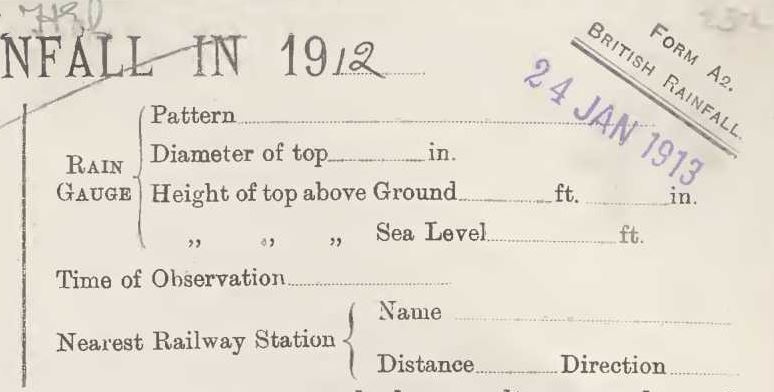 FORM A2.
BRITISH RAINFALL.
NFALL IN 1912
24 JAN 1913
RAIN GAUGE
Pattern
Diameter of top in.
Height of top above Ground ft. in.
„ „ „ Sea Level ft.
Time of Observation
Nearest Railway Station
Name
Distance Direction